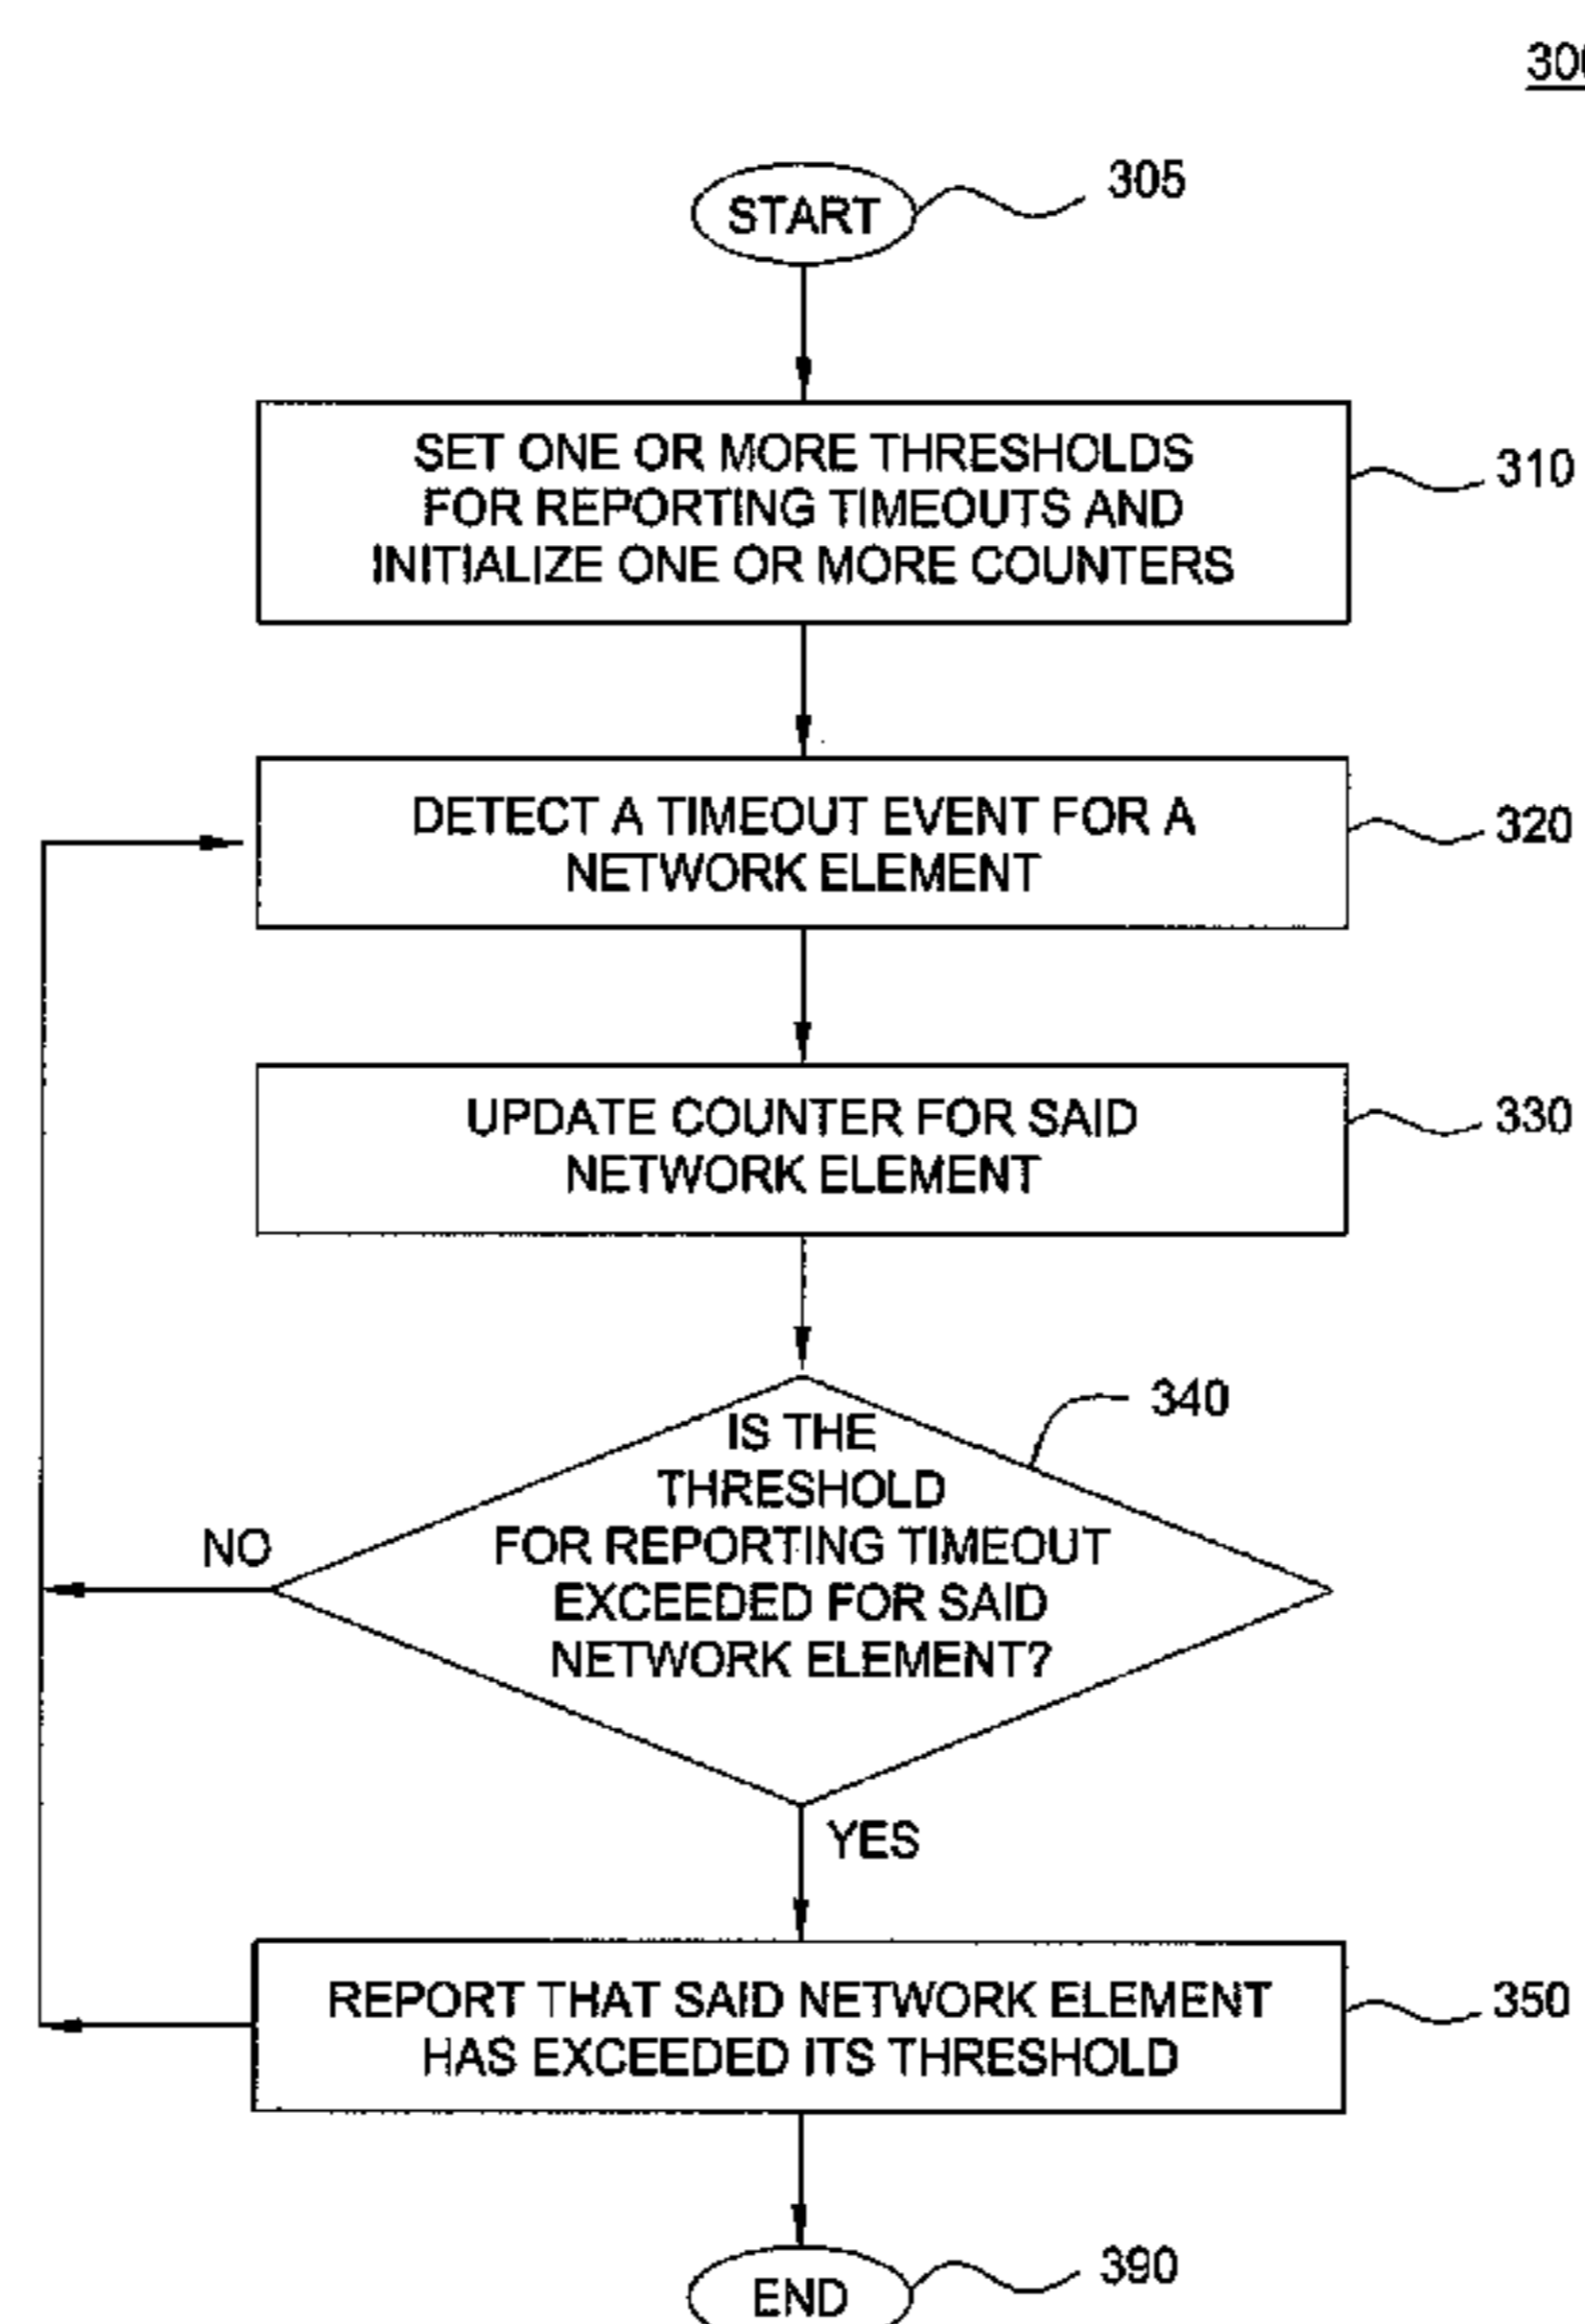 300
START
305
SET ONE OR MORE THRESHOLDS
FOR REPORTING TIMEOUTS AND
INITIALIZE ONE OR MORE COUNTERS
310
DETECT A TIMEOUT EVENT FOR A
NETWORK ELEMENT
320
UPDATE COUNTER FOR SAID
NETWORK ELEMENT
330
340
IS THE
THRESHOLD
FOR REPORTING TIMEOUT
EXCEEDED FOR SAID
NETWORK ELEMENT?
NO
YES
REPORT THAT SAID NETWORK ELEMENT
HAS EXCEEDED ITS THRESHOLD
350
END
390